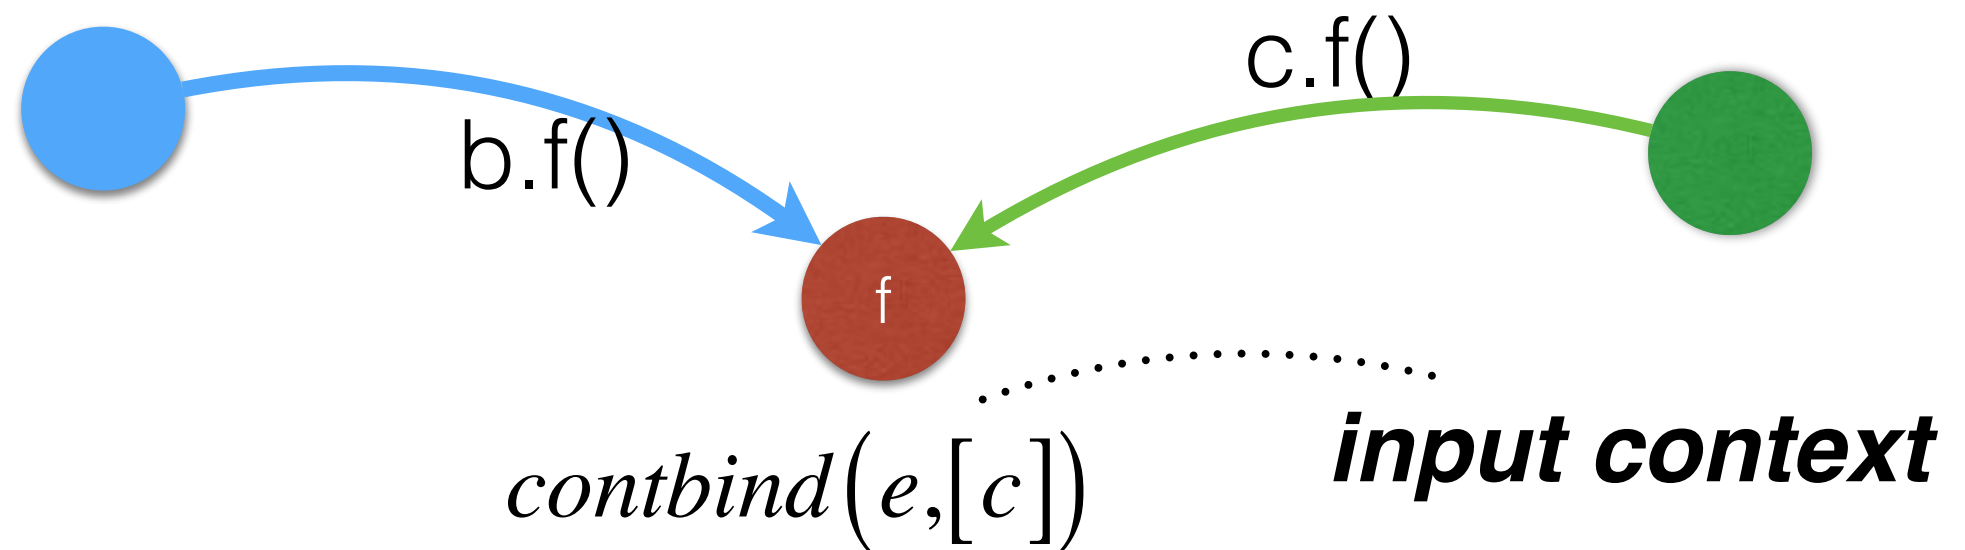 c.f()
b.f()
f
input context
contbind(e,[c])